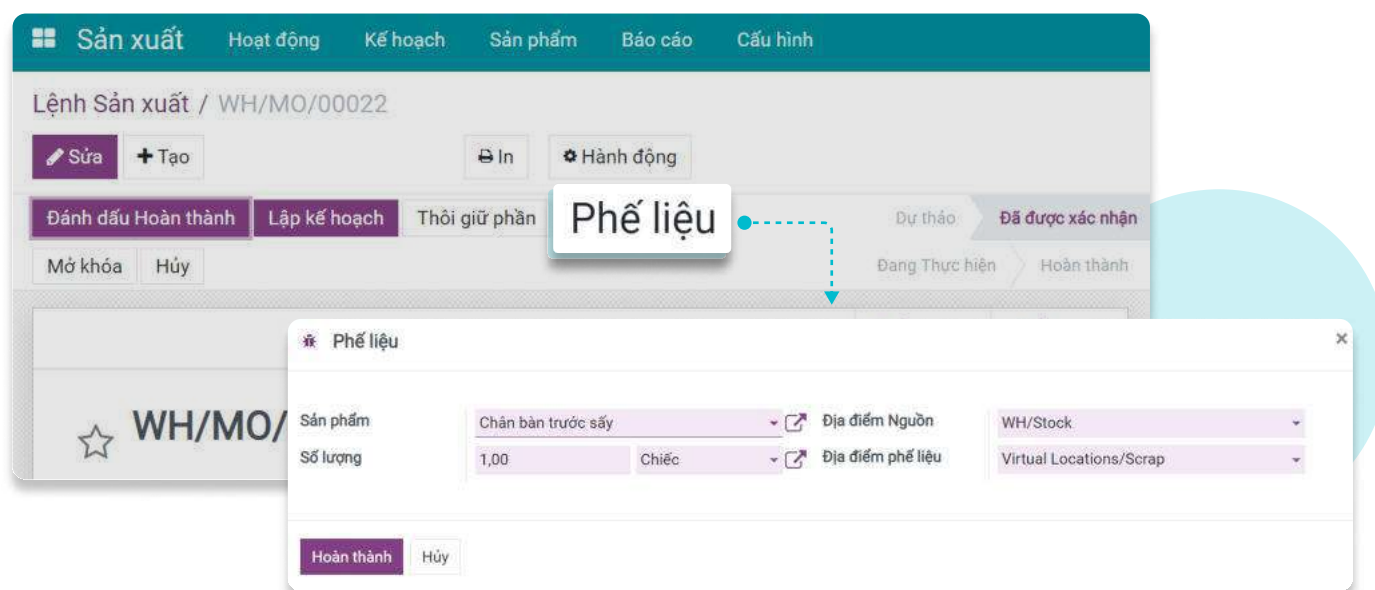 Sản xuất Hoạt động Kế hoạch Sản phẩm Báo cáo Cấu hình
Lệnh Sản xuất / WH/MO/00022
Sửa +Tạo In Hành động
Đánh dấu Hoàn thành Lập kế hoạch Thôi giữ phần Phế liệu Dự thảo Đã được xác nhận
Mở khóa Hủy Đang Thực hiện Hoàn thành
Phế liệu ×
WH/MO/
Sản phẩm Chân bàn trước sấy Địa điểm Nguồn WH/Stock
Số lượng 1,00 Chiếc Địa điểm phế liệu Virtual Locations/Scrap
Hoàn thành Hủy